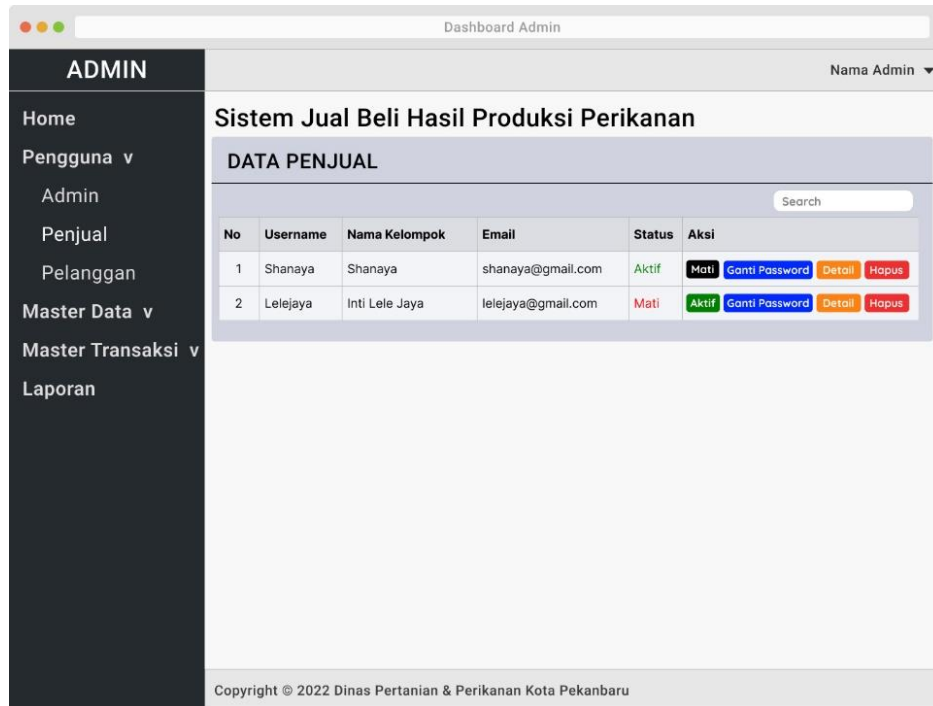 Dashboard Admin
ADMIN
Nama Admin
Home
Pengguna v
Admin
Penjual
Pelanggan
Master Data v
Master Transaksi v
Laporan
Sistem Jual Beli Hasil Produksi Perikanan
DATA PENJUAL
Search
No Username Nama Kelompok Email Status Aksi
1 Shanaya Shanaya shanaya@gmail.com Aktif Mati Ganti Password Detail Hapus
2 Lelejaya Inti Lele Jaya lelejaya@gmail.com Mati Aktif Ganti Password Detail Hapus
Copyright © 2022 Dinas Pertanian & Perikanan Kota Pekanbaru